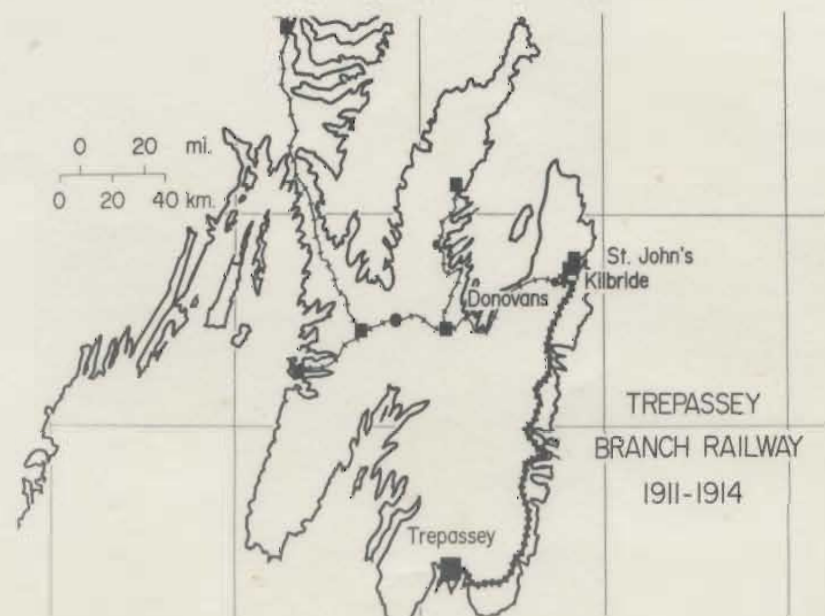 0 20 mi.
0 20 40 km.
St. John's
Kilbride
Donovans
TREPASSEY
BRANCH RAILWAY
1911-1914
Trepassey